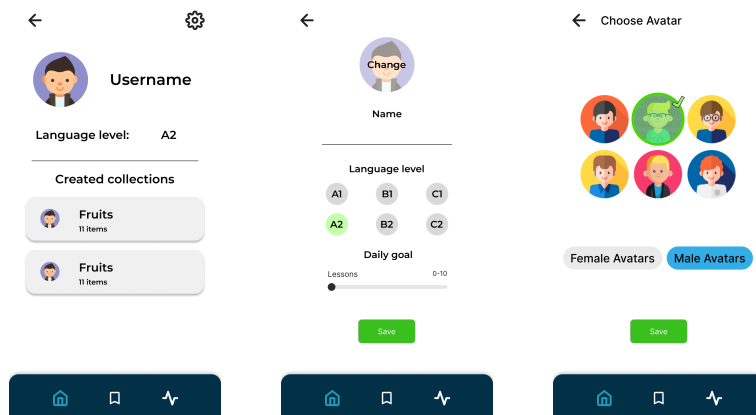 Username
Language level: A2
Created collections
Fruits
11 items
Fruits
11 items
Change
Name
Language level
A1 B1 C1
A2 B2 C2
Daily goal
Lessons 0-10
Save
Choose Avatar
Female Avatars Male Avatars
Save